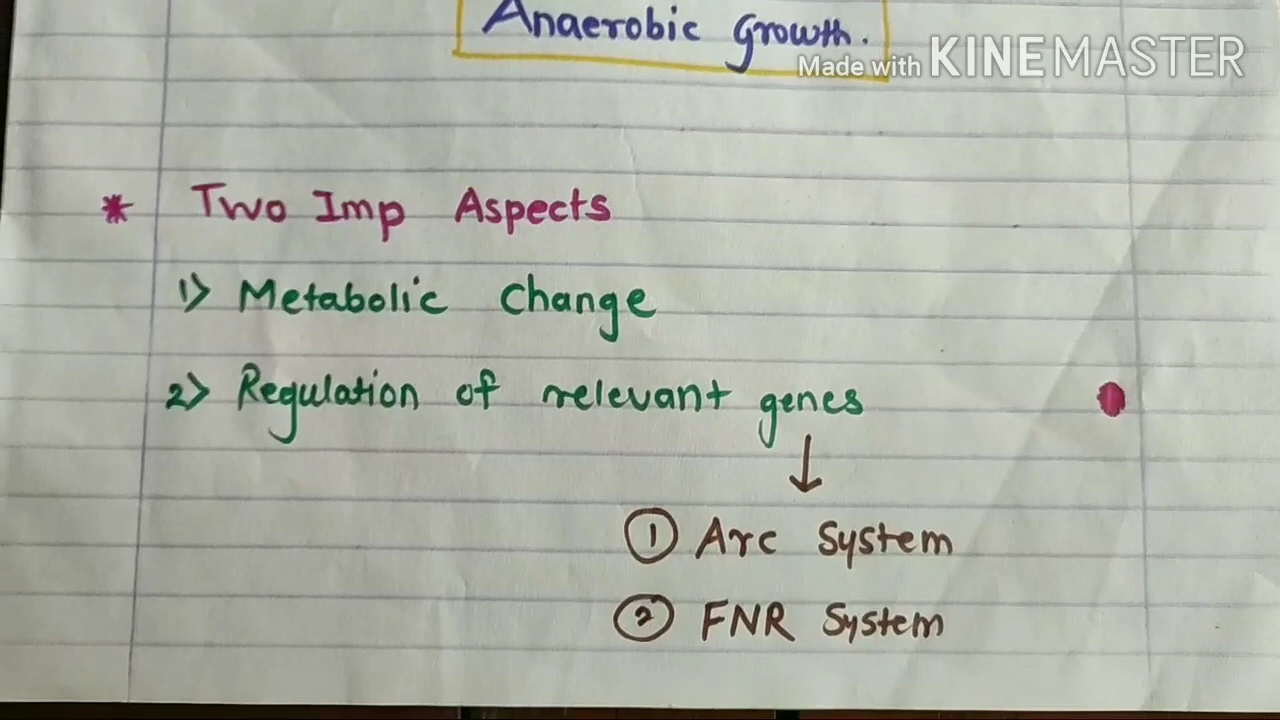 Anaerobic Growth.
Made with KINEMASTER
* Two Imp Aspects
1> Metabolic Change
2> Regulation of relevant genes
↓
① Arc System
② FNR System